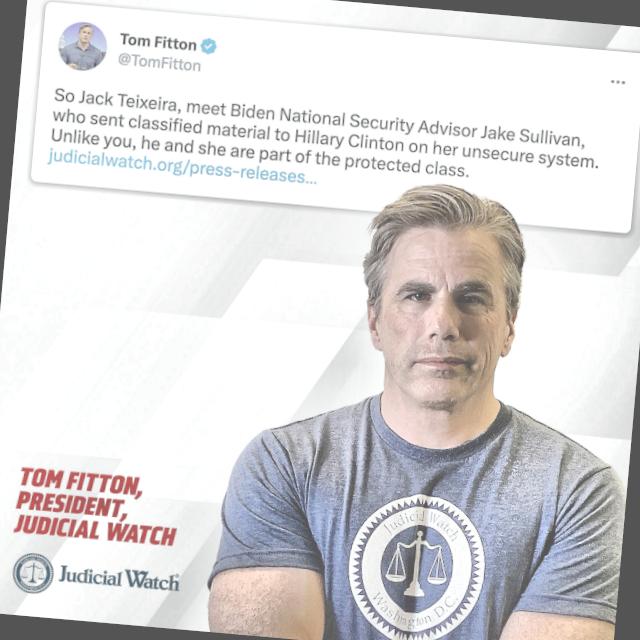 Tom Fitton
@TomFitton
So Jack Teixeira, meet Biden National Security Advisor Jake Sullivan,
who sent classified material to Hillary Clinton on her unsecure system.
Unlike you, he and she are part of the protected class.
judicialwatch.org/press-releases...
TOM FITTON,
PRESIDENT,
JUDICIAL WATCH
Judicial Watch
Judicial Watch
Washington D.C.